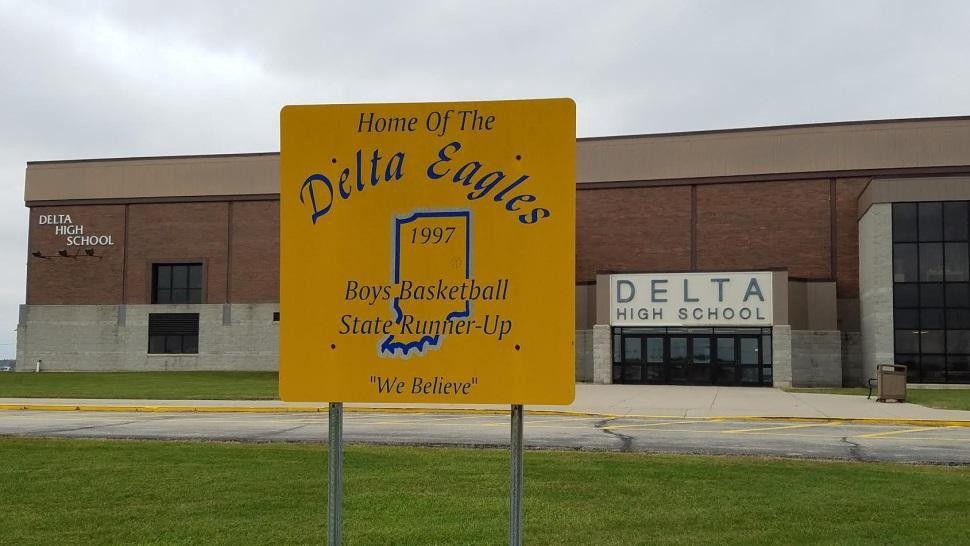 Home Of The
Delta Eagles
1997
Boys Basketball
State Runner-Up
"We Believe"
DELTA
HIGH
SCHOOL
DELTA
HIGH SCHOOL